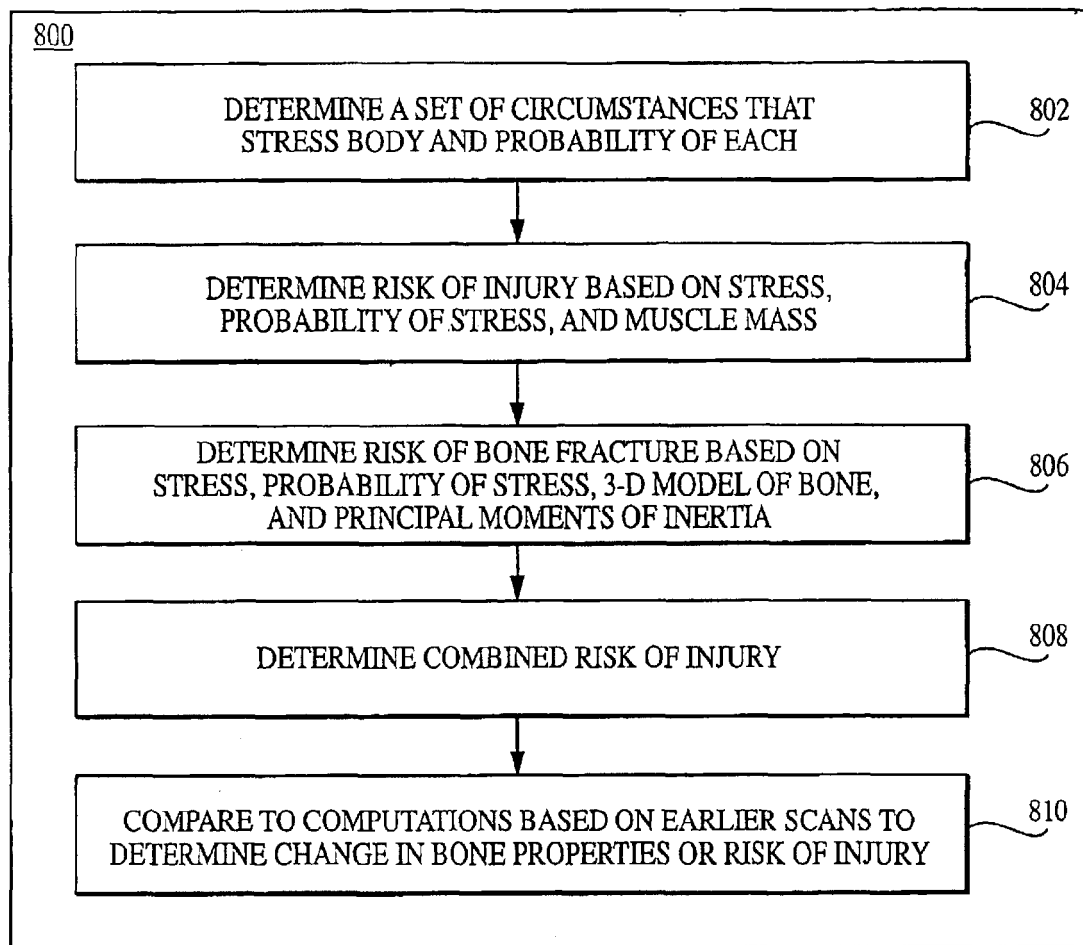 800
DETERMINE A SET OF CIRCUMSTANCES THAT
STRESS BODY AND PROBABILITY OF EACH
802
DETERMINE RISK OF INJURY BASED ON STRESS,
PROBABILITY OF STRESS, AND MUSCLE MASS
804
DETERMINE RISK OF BONE FRACTURE BASED ON
STRESS, PROBABILITY OF STRESS, 3-D MODEL OF BONE,
AND PRINCIPAL MOMENTS OF INERTIA
806
DETERMINE COMBINED RISK OF INJURY
808
COMPARE TO COMPUTATIONS BASED ON EARLIER SCANS TO
DETERMINE CHANGE IN BONE PROPERTIES OR RISK OF INJURY
810